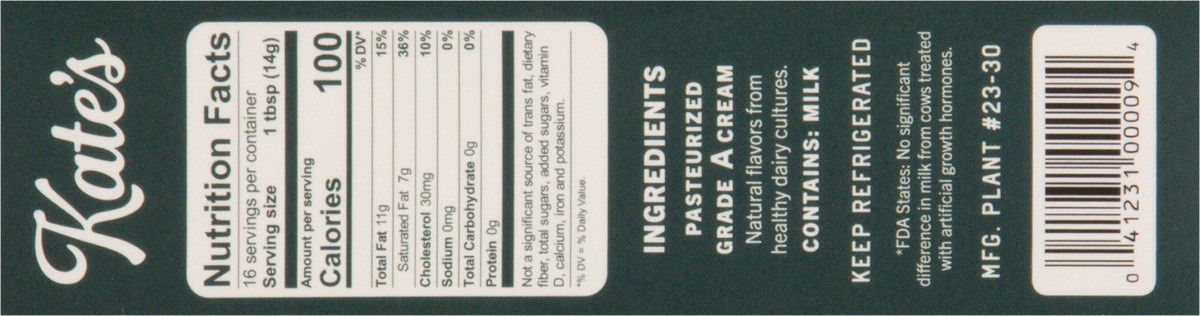 Kate's
Nutrition Facts
16 servings per container
Serving size 1 tbsp (14g)
Amount per serving
Calories 100
% DV*
Total Fat 11g 15%
Saturated Fat 7g 36%
Cholesterol 30mg 10%
Sodium 0mg 0%
Total Carbohydrate 0g 0%
Protein 0g
Not a significant source of trans fat, dietary
fiber, total sugars, added sugars, vitamin
D, calcium, iron and potassium.
*% DV = % Daily Value.
INGREDIENTS
PASTEURIZED
GRADE A CREAM
Natural flavors from
healthy dairy cultures.
CONTAINS: MILK
KEEP REFRIGERATED
*FDA States: No significant
difference in milk from cows treated
with artificial growth hormones.
MFG. PLANT #23-30
0 41231 00009 4